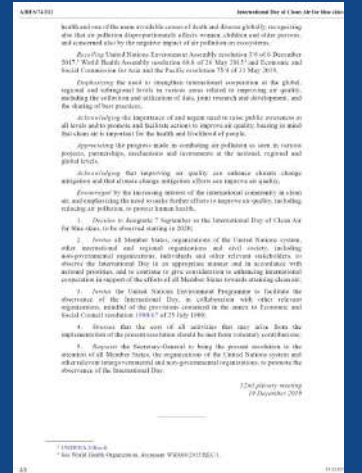 A/RES/74/212
International Day of Clean Air for blue skies
health and one of the main avoidable causes of death and disease globally, recognizing
also that air pollution disproportionately affects women, children and older persons,
and concerned also by the negative impact of air pollution on ecosystems,
Recalling United Nations Environment Assembly resolution 3/8 of 6 December
2017, World Health Assembly resolution 68.8 of 26 May 2015 and Economic and
Social Commission for Asia and the Pacific resolution 75/4 of 31 May 2019,
Emphasizing the need to strengthen international cooperation at the global,
regional and subregional levels in various areas related to improving air quality,
including the collection and utilization of data, joint research and development, and
the sharing of best practices,
Acknowledging the importance of and urgent need to raise public awareness at
all levels and to promote and facilitate actions to improve air quality, bearing in mind
that clean air is important for the health and livelihood of people,
Appreciating the progress made in combating air pollution as seen in various
projects, partnerships, mechanisms and instruments at the national, regional and
global levels,
Acknowledging that improving air quality can enhance climate change
mitigation and that climate change mitigation efforts can improve air quality,
Encouraged by the increasing interest of the international community in clean
air, and emphasizing the need to make further efforts to improve air quality, including
reducing air pollution, to protect human health,
1. Decides to designate 7 September as the International Day of Clean Air
for blue skies, to be observed starting in 2020;
2. Invites all Member States, organizations of the United Nations system,
other international and regional organizations and civil society, including
non-governmental organizations, individuals and other relevant stakeholders, to
observe the International Day in an appropriate manner and in accordance with
national priorities, and to continue to give consideration to enhancing international
cooperation in support of the efforts of all Member States towards attaining clean air;
3. Invites the United Nations Environment Programme to facilitate the
observance of the International Day, in collaboration with other relevant
organizations, mindful of the provisions contained in the annex to Economic and
Social Council resolution 1980/67 of 25 July 1980;
4. Stresses that the cost of all activities that may arise from the
implementation of the present resolution should be met from voluntary contributions;
5. Requests the Secretary-General to bring the present resolution to the
attention of all Member States, the organizations of the United Nations system and
other relevant intergovernmental and non-governmental organizations, to promote the
observance of the International Day.
52nd plenary meeting
19 December 2019
See World Health Organization, document WHA68/2015/REC/1.